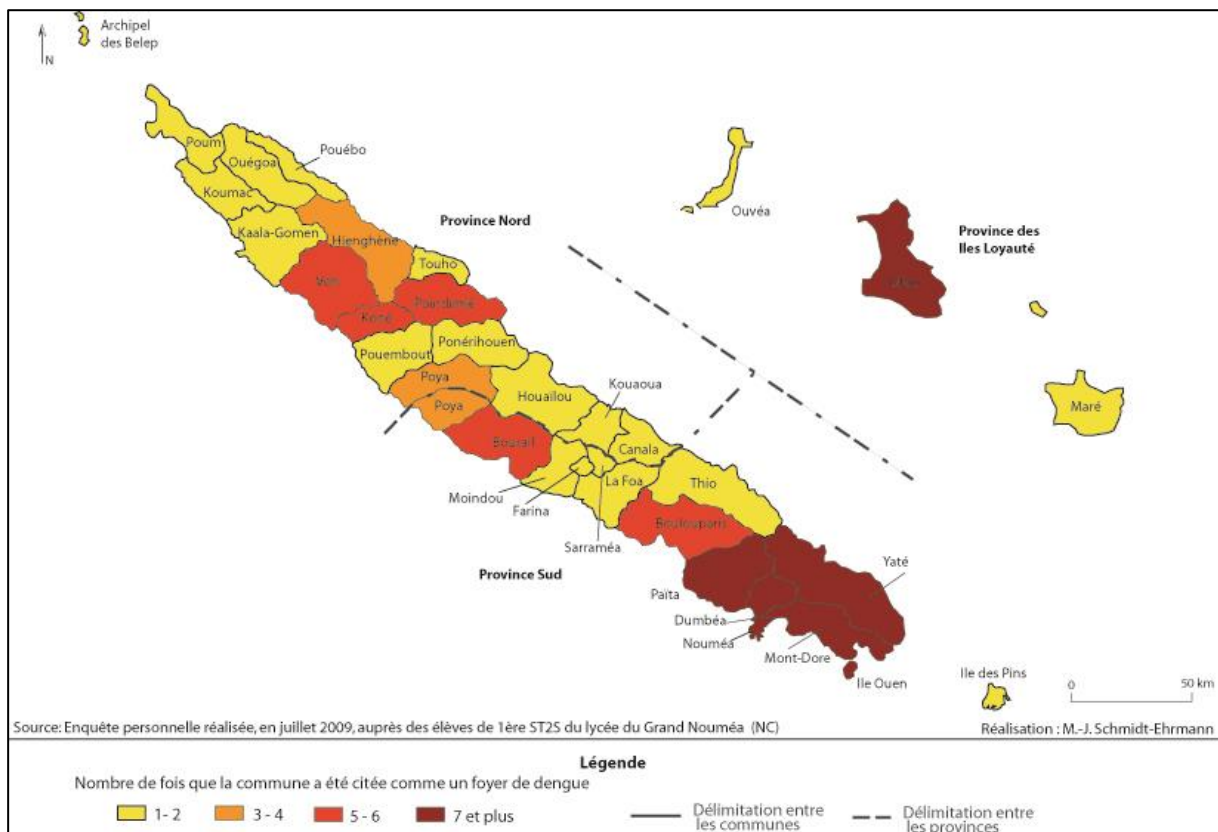 Archipel
des Belep
N
Poum
Ouégoa
Pouébo
Koumac
Kaala-Gomen
Hienghène
Touho
Voh
Koné
Poindimié
Pouembout
Ponérihouen
Poya
Poya
Houaïlou
Kouaoua
Canala
Bourail
Moindou
Farina
Sarraméa
La Foa
Thio
Boulouparis
Païta
Dumbéa
Nouméa
Mont-Dore
Yaté
Ile Ouen
Ile des Pins
Ouvéa
Lifou
Maré
Province Nord
Province des
Iles Loyauté
Province Sud
0 50 km
Source: Enquête personnelle réalisée, en juillet 2009, auprès des élèves de 1ère ST2S du lycée du Grand Nouméa (NC)
Réalisation : M.-J. Schmidt-Ehrmann
Légende
Nombre de fois que la commune a été citée comme un foyer de dengue
1- 2
3 - 4
5 - 6
7 et plus
Délimitation entre
les communes
Délimitation entre
les provinces